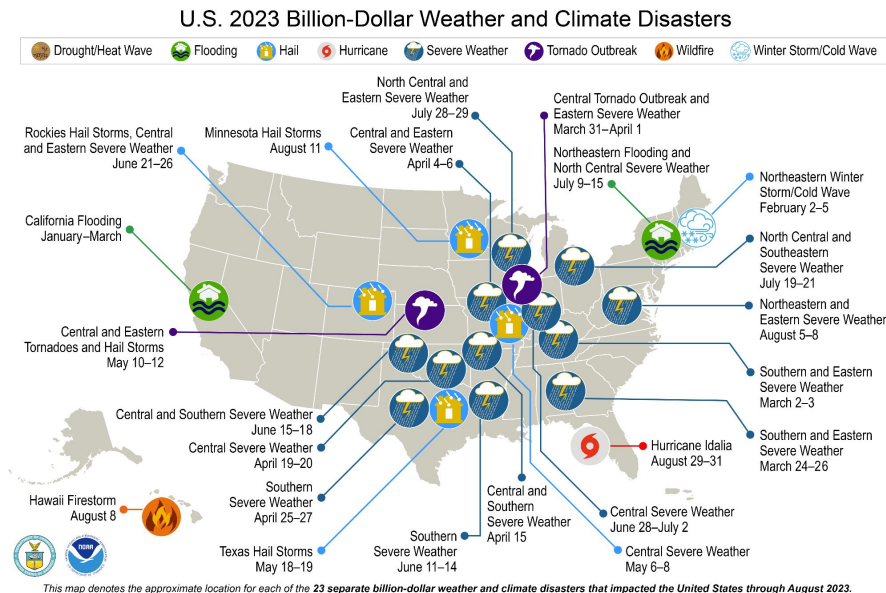 U.S. 2023 Billion-Dollar Weather and Climate Disasters
Drought/Heat Wave
Flooding
Hail
Hurricane
Severe Weather
Tornado Outbreak
Wildfire
Winter Storm/Cold Wave
North Central and
Eastern Severe Weather
July 28–29
Central Tornado Outbreak and
Eastern Severe Weather
March 31–April 1
Rockies Hail Storms, Central
and Eastern Severe Weather
June 21–26
Minnesota Hail Storms
August 11
Central and Eastern
Severe Weather
April 4–6
Northeastern Flooding and
North Central Severe Weather
July 9–15
Northeastern Winter
Storm/Cold Wave
February 2–5
California Flooding
January–March
North Central and
Southeastern
Severe Weather
July 19–21
Northeastern and
Eastern Severe Weather
August 5–8
Central and Eastern
Tornadoes and Hail Storms
May 10–12
Southern and Eastern
Severe Weather
March 2–3
Central and Southern Severe Weather
June 15–18
Southern and Eastern
Severe Weather
March 24–26
Central Severe Weather
April 19–20
Hurricane Idalia
August 29–31
Hawaii Firestorm
August 8
Southern
Severe Weather
April 25–27
Central and
Southern
Severe Weather
April 15
Central Severe Weather
June 28–July 2
Texas Hail Storms
May 18–19
Southern
Severe Weather
June 11–14
Central Severe Weather
May 6–8
NOAA
This map denotes the approximate location for each of the 23 separate billion-dollar weather and climate disasters that impacted the United States through August 2023.